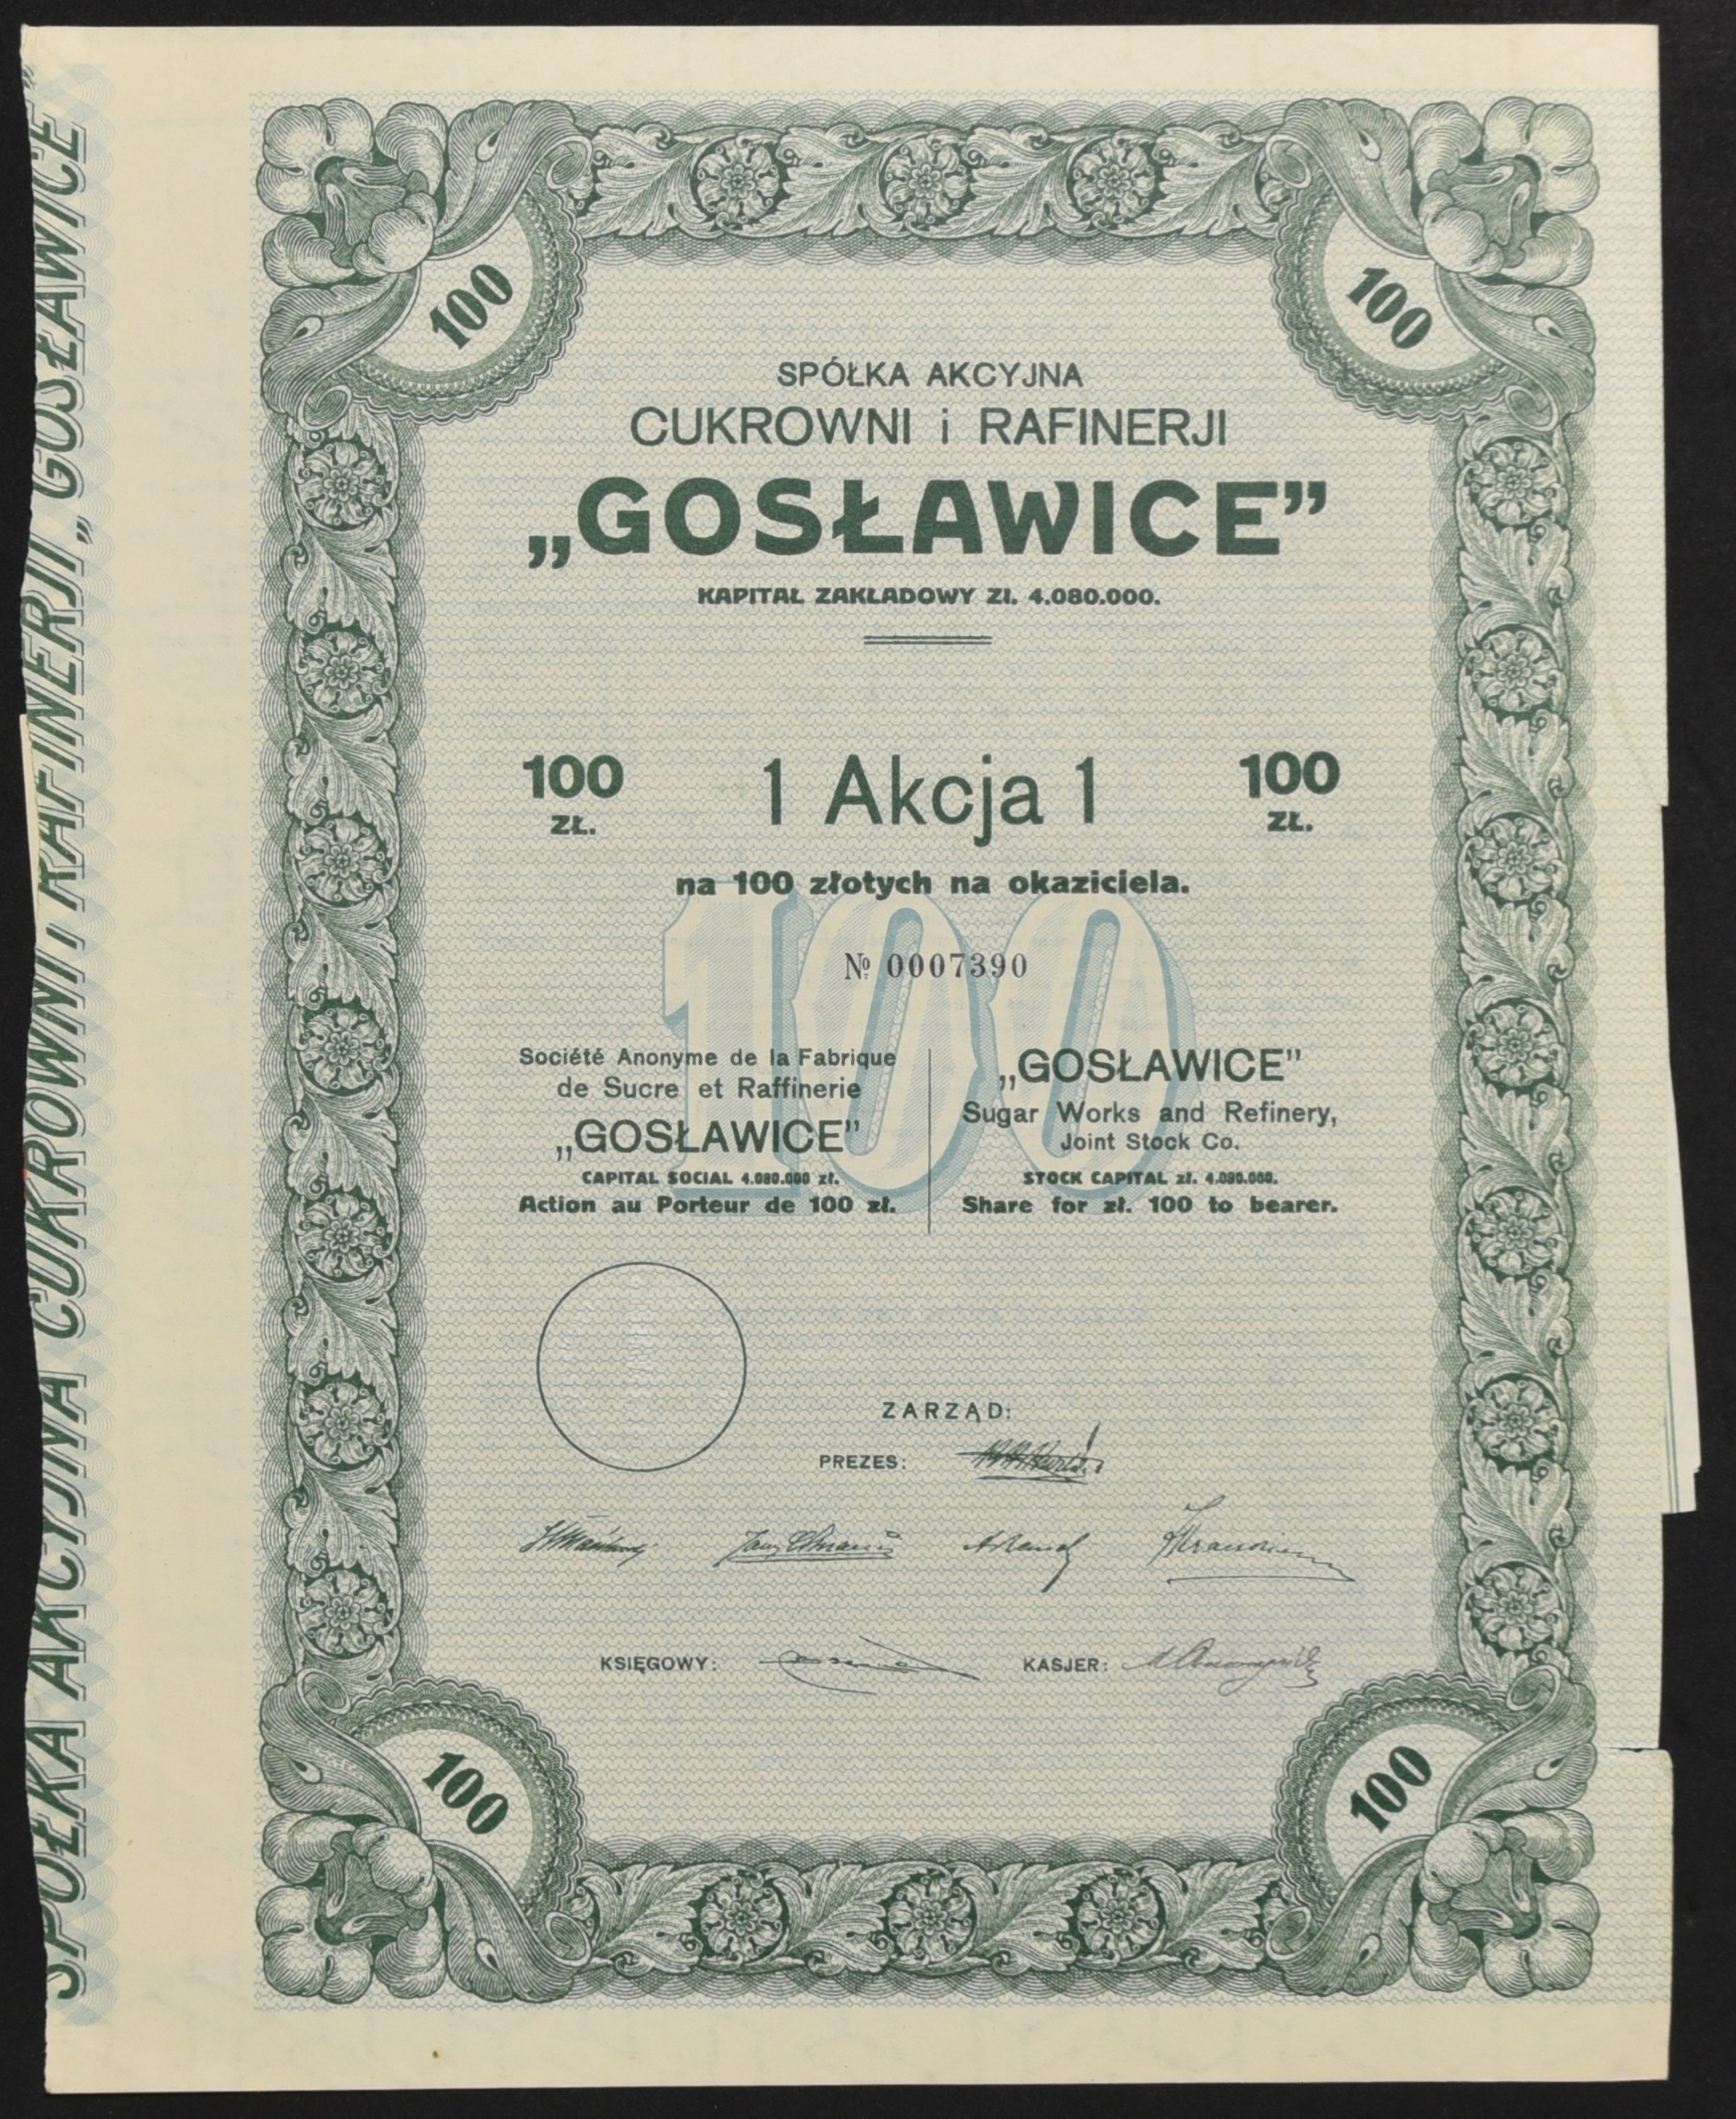 SPÓŁKA AKCYJNA CUKROWNI i RAFINERJI „GOSŁAWICE”
100
100
SPÓŁKA AKCYJNA
CUKROWNI i RAFINERJI
„GOSŁAWICE”
KAPITAŁ ZAKŁADOWY Zł. 4.080.000.
100 ZŁ.
1 Akcja 1
100 ZŁ.
na 100 złotych na okaziciela.
100
№ 0007390
Société Anonyme de la Fabrique
de Sucre et Raffinerie
„GOSŁAWICE”
CAPITAL SOCIAL 4.080.000 zł.
Action au Porteur de 100 zł.
„GOSŁAWICE”
Sugar Works and Refinery,
Joint Stock Co.
STOCK CAPITAL zł. 4.080.000.
Share for zł. 100 to bearer.
ZARZĄD:
PREZES:
KSIĘGOWY:
KASJER:
100
100